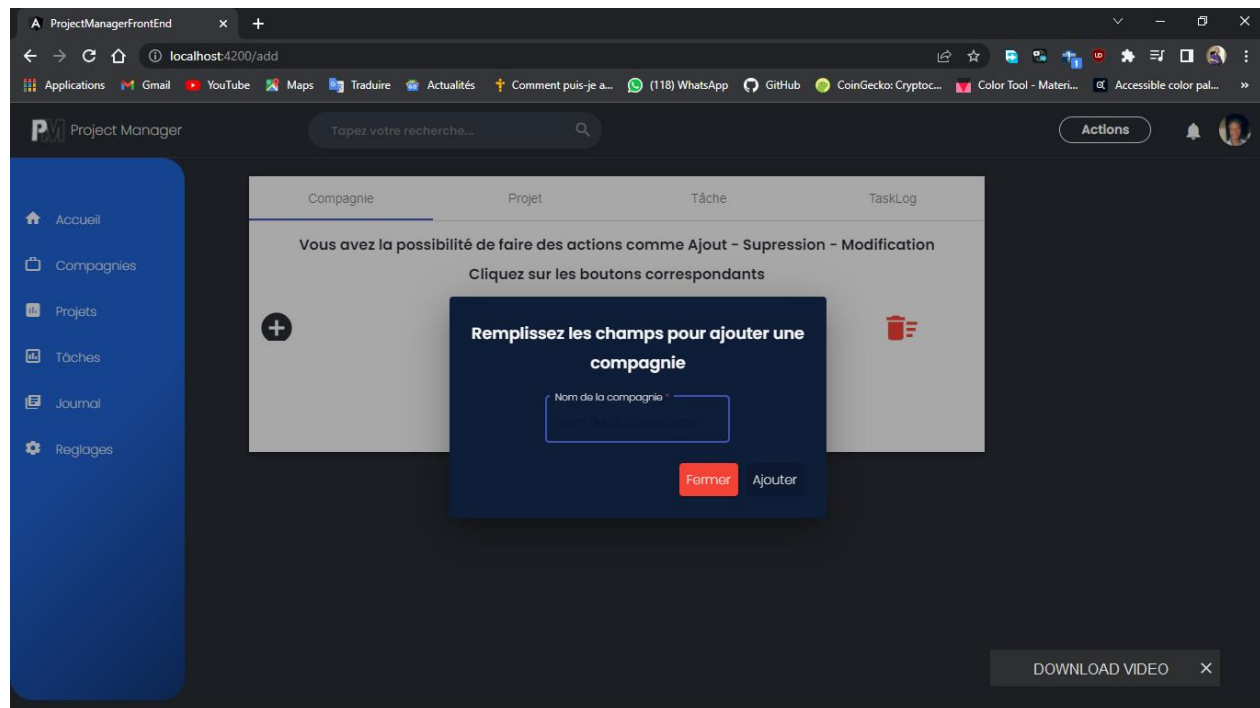 ProjectManagerFrontEnd
localhost:4200/add
Applications Gmail YouTube Maps Traduire Actualités Comment puis-je a... (118) WhatsApp GitHub CoinGecko: Cryptoc... Color Tool - Materi... Accessible color pal... »
PM Project Manager Tapez votre recherche... Actions
Compagnie Projet Tâche TaskLog
Accueil
Vous avez la possibilité de faire des actions comme Ajout - Supression - Modification
Compagnies
Cliquez sur les boutons correspondants
Projets
Remplissez les champs pour ajouter une
compagnie
Tâches
Nom de la compagnie *
Journal
Reglages
Fermer Ajouter
DOWNLOAD VIDEO